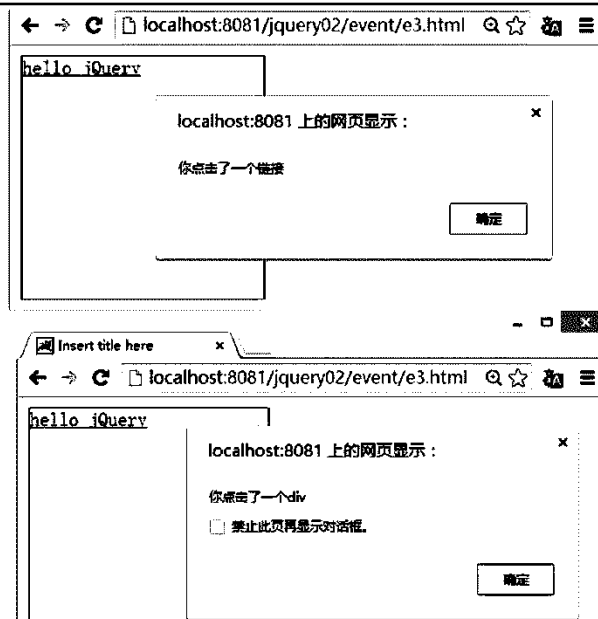 localhost:8081/jquery02/event/e3.html
hello jQuery
localhost:8081 上的网页显示：
你点击了一个链接
确定
Insert title here
localhost:8081/jquery02/event/e3.html
hello jQuery
localhost:8081 上的网页显示：
你点击了一个div
禁止此页再显示对话框。
确定